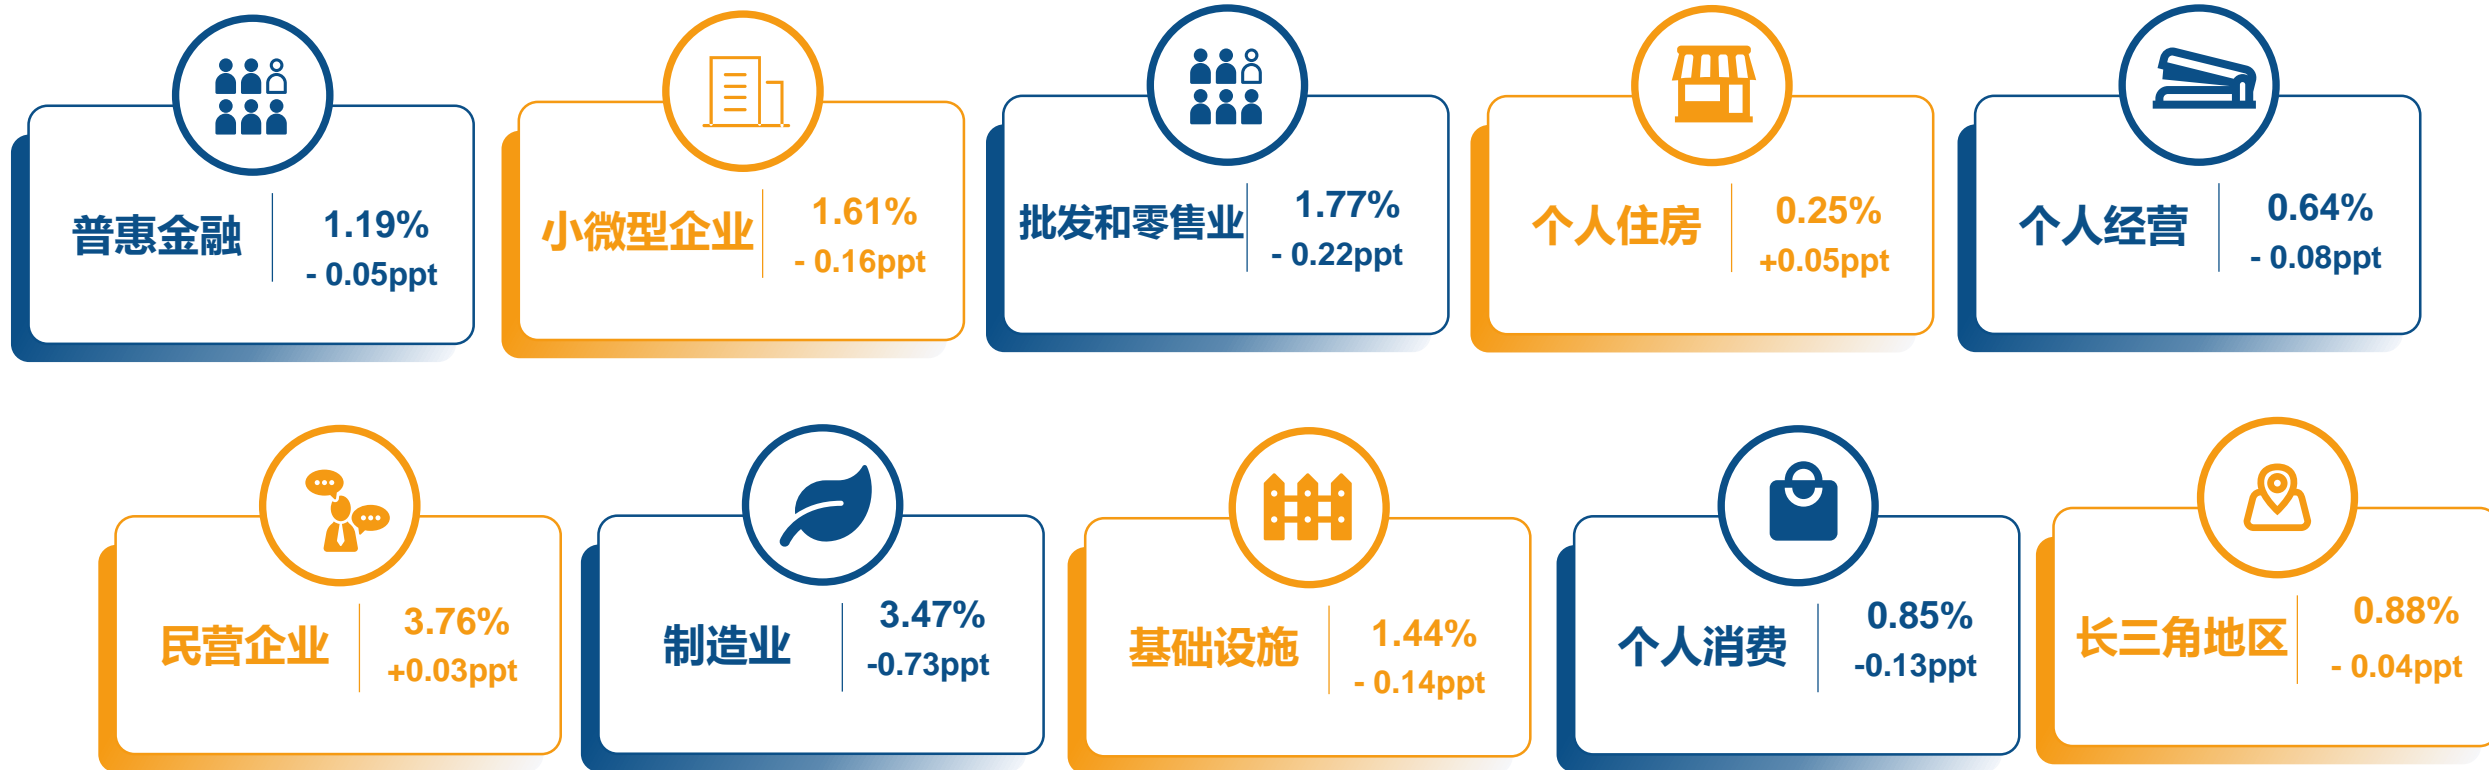 普惠金融
1.19%
- 0.05ppt
小微型企业
1.61%
- 0.16ppt
批发和零售业
1.77%
- 0.22ppt
个人住房
0.25%
+0.05ppt
个人经营
0.64%
- 0.08ppt
民营企业
3.76%
+0.03ppt
制造业
3.47%
-0.73ppt
基础设施
1.44%
- 0.14ppt
个人消费
0.85%
-0.13ppt
长三角地区
0.88%
- 0.04ppt